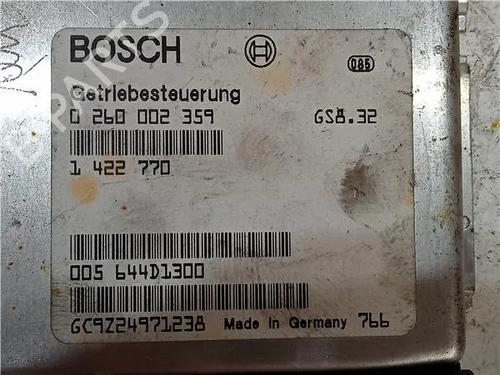 BOSCH
085
Getriebesteuerung
0 260 002 359 GS8.32
1 422 770
005 644D1300
GC9Z24971238 Made in Germany 766
PARTS